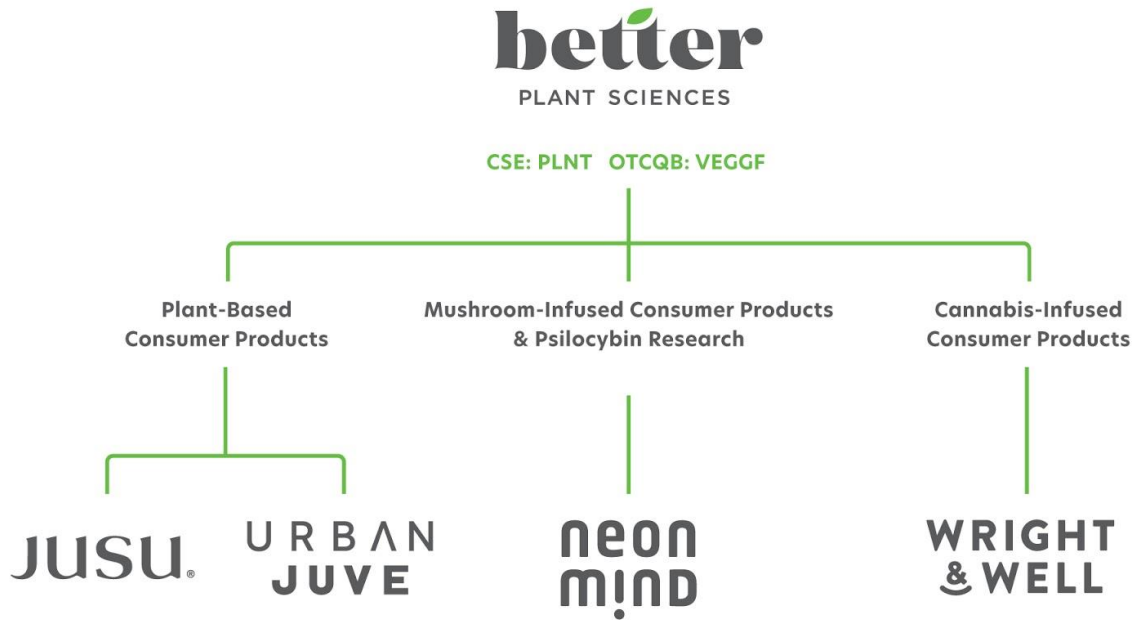 better
PLANT SCIENCES
CSE: PLNT OTCQB: VEGGF
Plant-Based
Consumer Products
Mushroom-Infused Consumer Products
& Psilocybin Research
Cannabis-Infused
Consumer Products
JUSU®
URBAN
JUVE
neon
mind
WRIGHT
& WELL